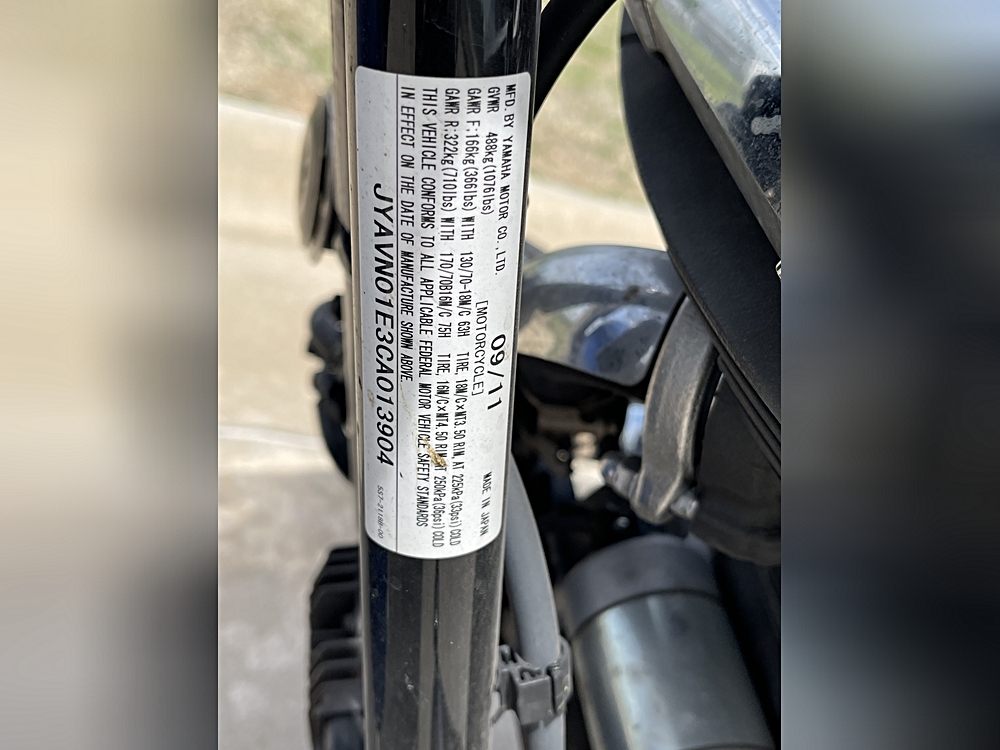 MFD. BY YAMAHA MOTOR CO., LTD. 09/11 MADE IN JAPAN
GVWR 488kg(1076lbs) [MOTORCYCLE]
GAWR F:166kg(366lbs) WITH 130/70-18M/C 63H TIRE, 18M/C×MT3.50 RIM, AT 225kPa(33psi) COLD
GAWR R:322kg(710lbs) WITH 170/70B16M/C 75H TIRE, 16M/C×MT4.50 RIM, AT 250kPa(36psi) COLD
THIS VEHICLE CONFORMS TO ALL APPLICABLE FEDERAL MOTOR VEHICLE SAFETY STANDARDS
IN EFFECT ON THE DATE OF MANUFACTURE SHOWN ABOVE.
JYAVN01E3CA013904